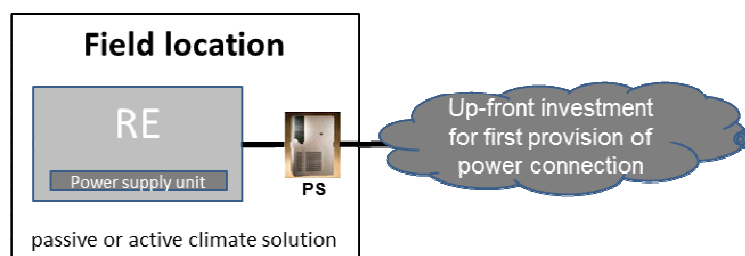 Field location
RE
Power supply unit
PS
passive or active climate solution
Up-front investment
for first provision of
power connection